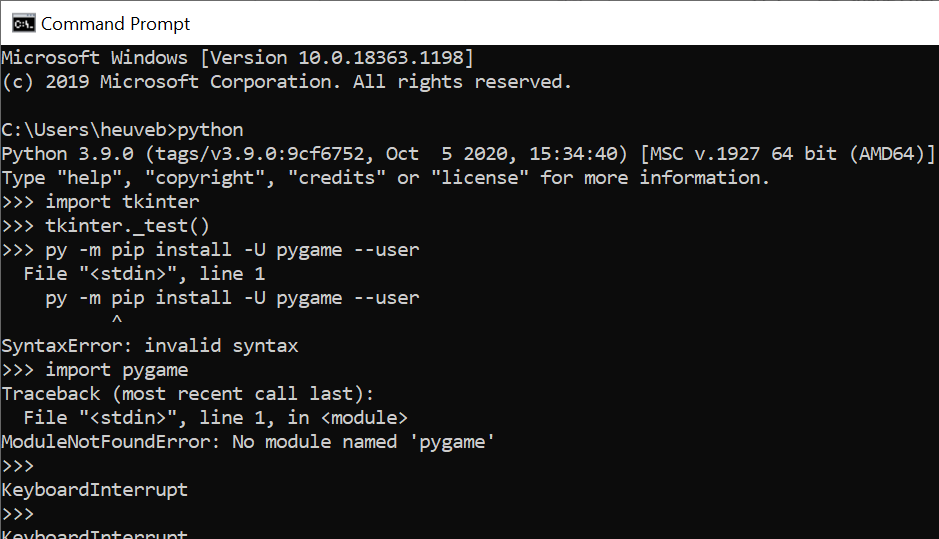 Command Prompt
Microsoft Windows [Version 10.0.18363.1198]
(c) 2019 Microsoft Corporation. All rights reserved.
C:\Users\heuveb>python
Python 3.9.0 (tags/v3.9.0:9cf6752, Oct  5 2020, 15:34:40) [MSC v.1927 64 bit (AMD64)]
Type "help", "copyright", "credits" or "license" for more information.
>>> import tkinter
>>> tkinter._test()
>>> py -m pip install -U pygame --user
  File "<stdin>", line 1
    py -m pip install -U pygame --user
          ^
SyntaxError: invalid syntax
>>> import pygame
Traceback (most recent call last):
  File "<stdin>", line 1, in <module>
ModuleNotFoundError: No module named 'pygame'
>>>
KeyboardInterrupt
>>>
KeyboardInterrupt